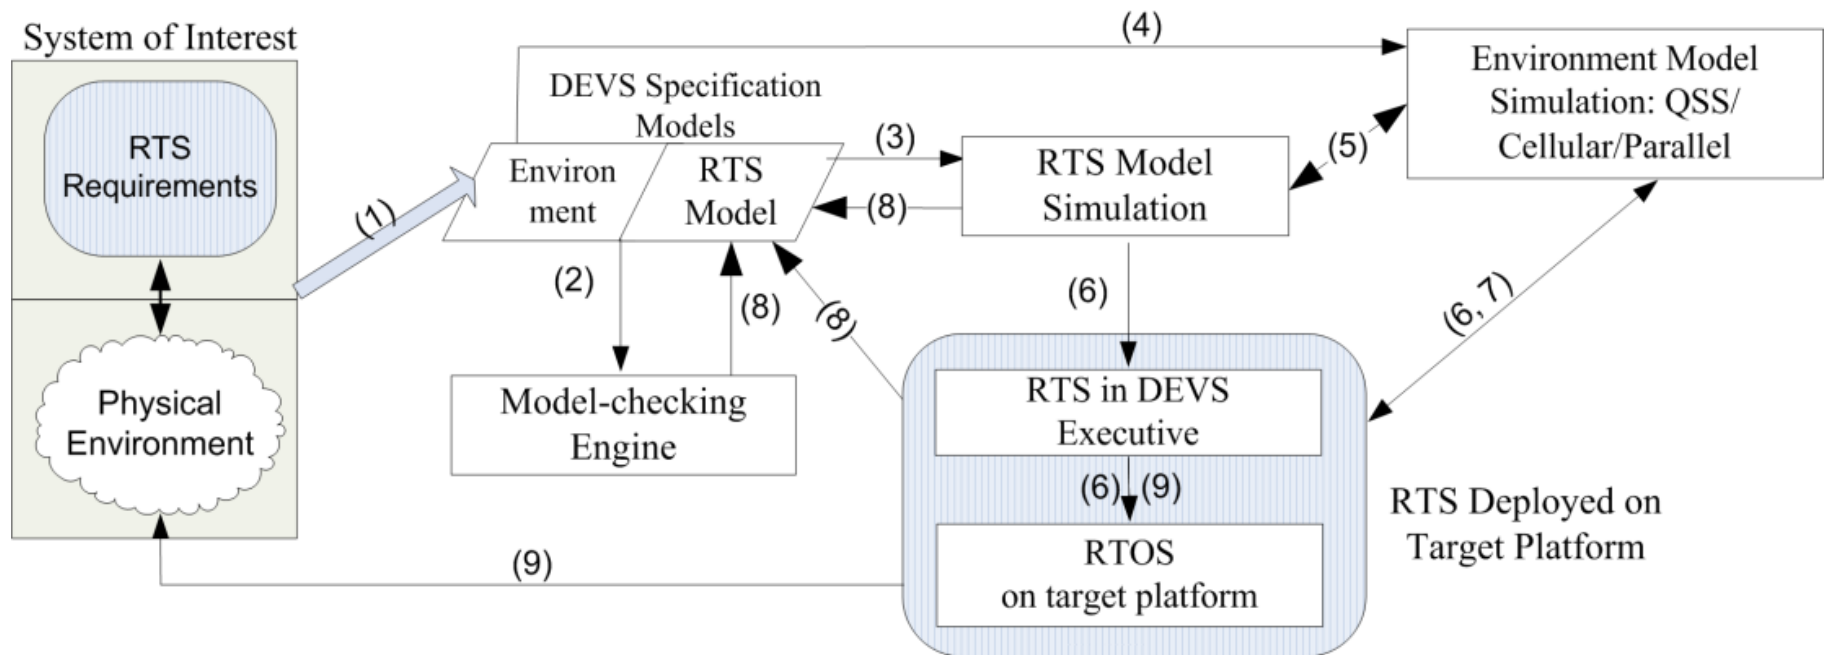 System of Interest
RTS
Requirements
Physical
Environment
(1)
DEVS Specification
Models
Environ
ment
RTS
Model
(2)
(8)
Model-checking
Engine
(3)
(8)
(4)
RTS Model
Simulation
(5)
Environment Model
Simulation: QSS/
Cellular/Parallel
(6)
(8)
(6, 7)
RTS in DEVS
Executive
(6) (9)
RTOS
on target platform
RTS Deployed on
Target Platform
(9)